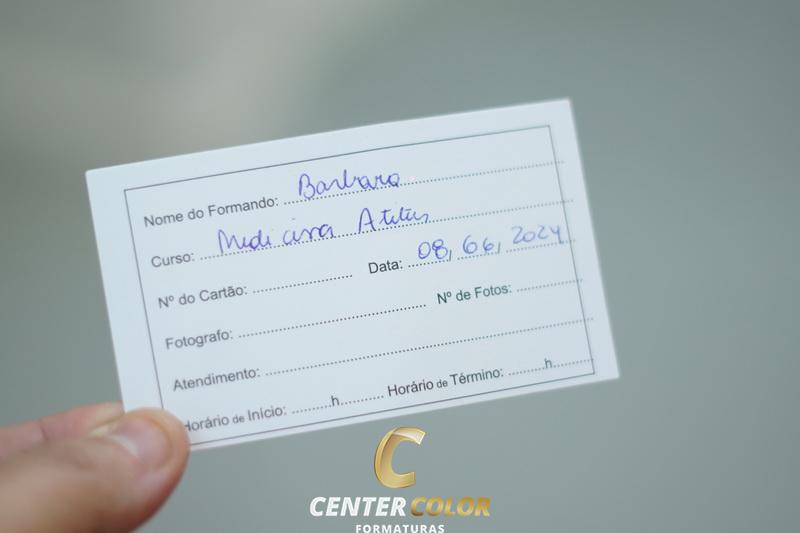 Nome do Formando: Barbara
Curso: Medicina Atitus
Nº do Cartão: Data: 08, 06, 2024
Fotografo: Nº de Fotos:
Atendimento:
Horário de Início: h Horário de Término: h
CENTER COLOR
FORMATURAS